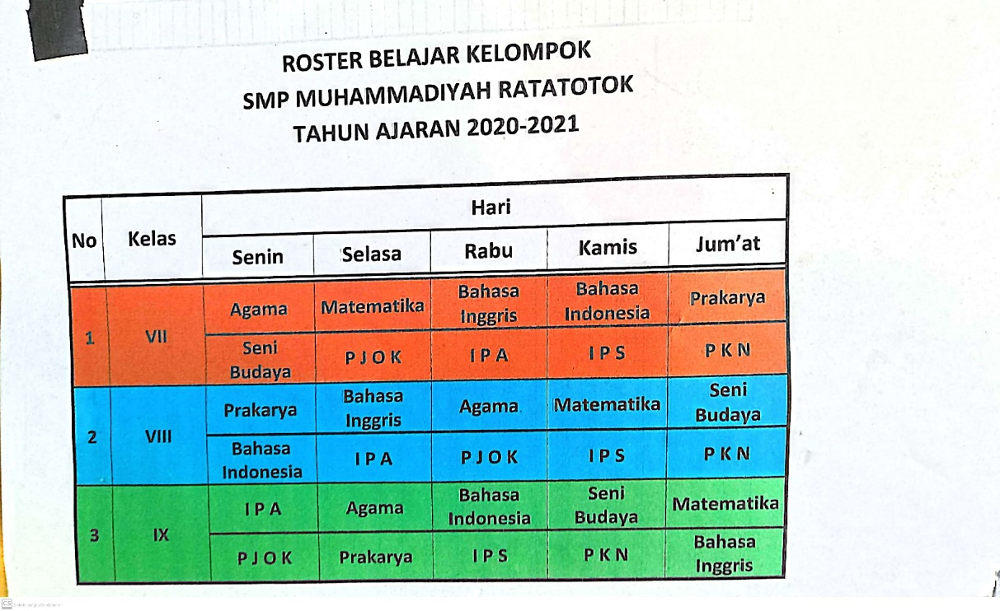 ROSTER BELAJAR KELOMPOK
SMP MUHAMMADIYAH RATATOTOK
TAHUN AJARAN 2020-2021
No Kelas Hari
Senin Selasa Rabu Kamis Jum'at
1 VII Agama Matematika Bahasa Inggris Bahasa Indonesia Prakarya
Seni Budaya P J O K I P A I P S P K N
2 VIII Prakarya Bahasa Inggris Agama Matematika Seni Budaya
Bahasa Indonesia I P A P J O K I P S P K N
3 IX I P A Agama Bahasa Indonesia Seni Budaya Matematika
P J O K Prakarya I P S P K N Bahasa Inggris
CS